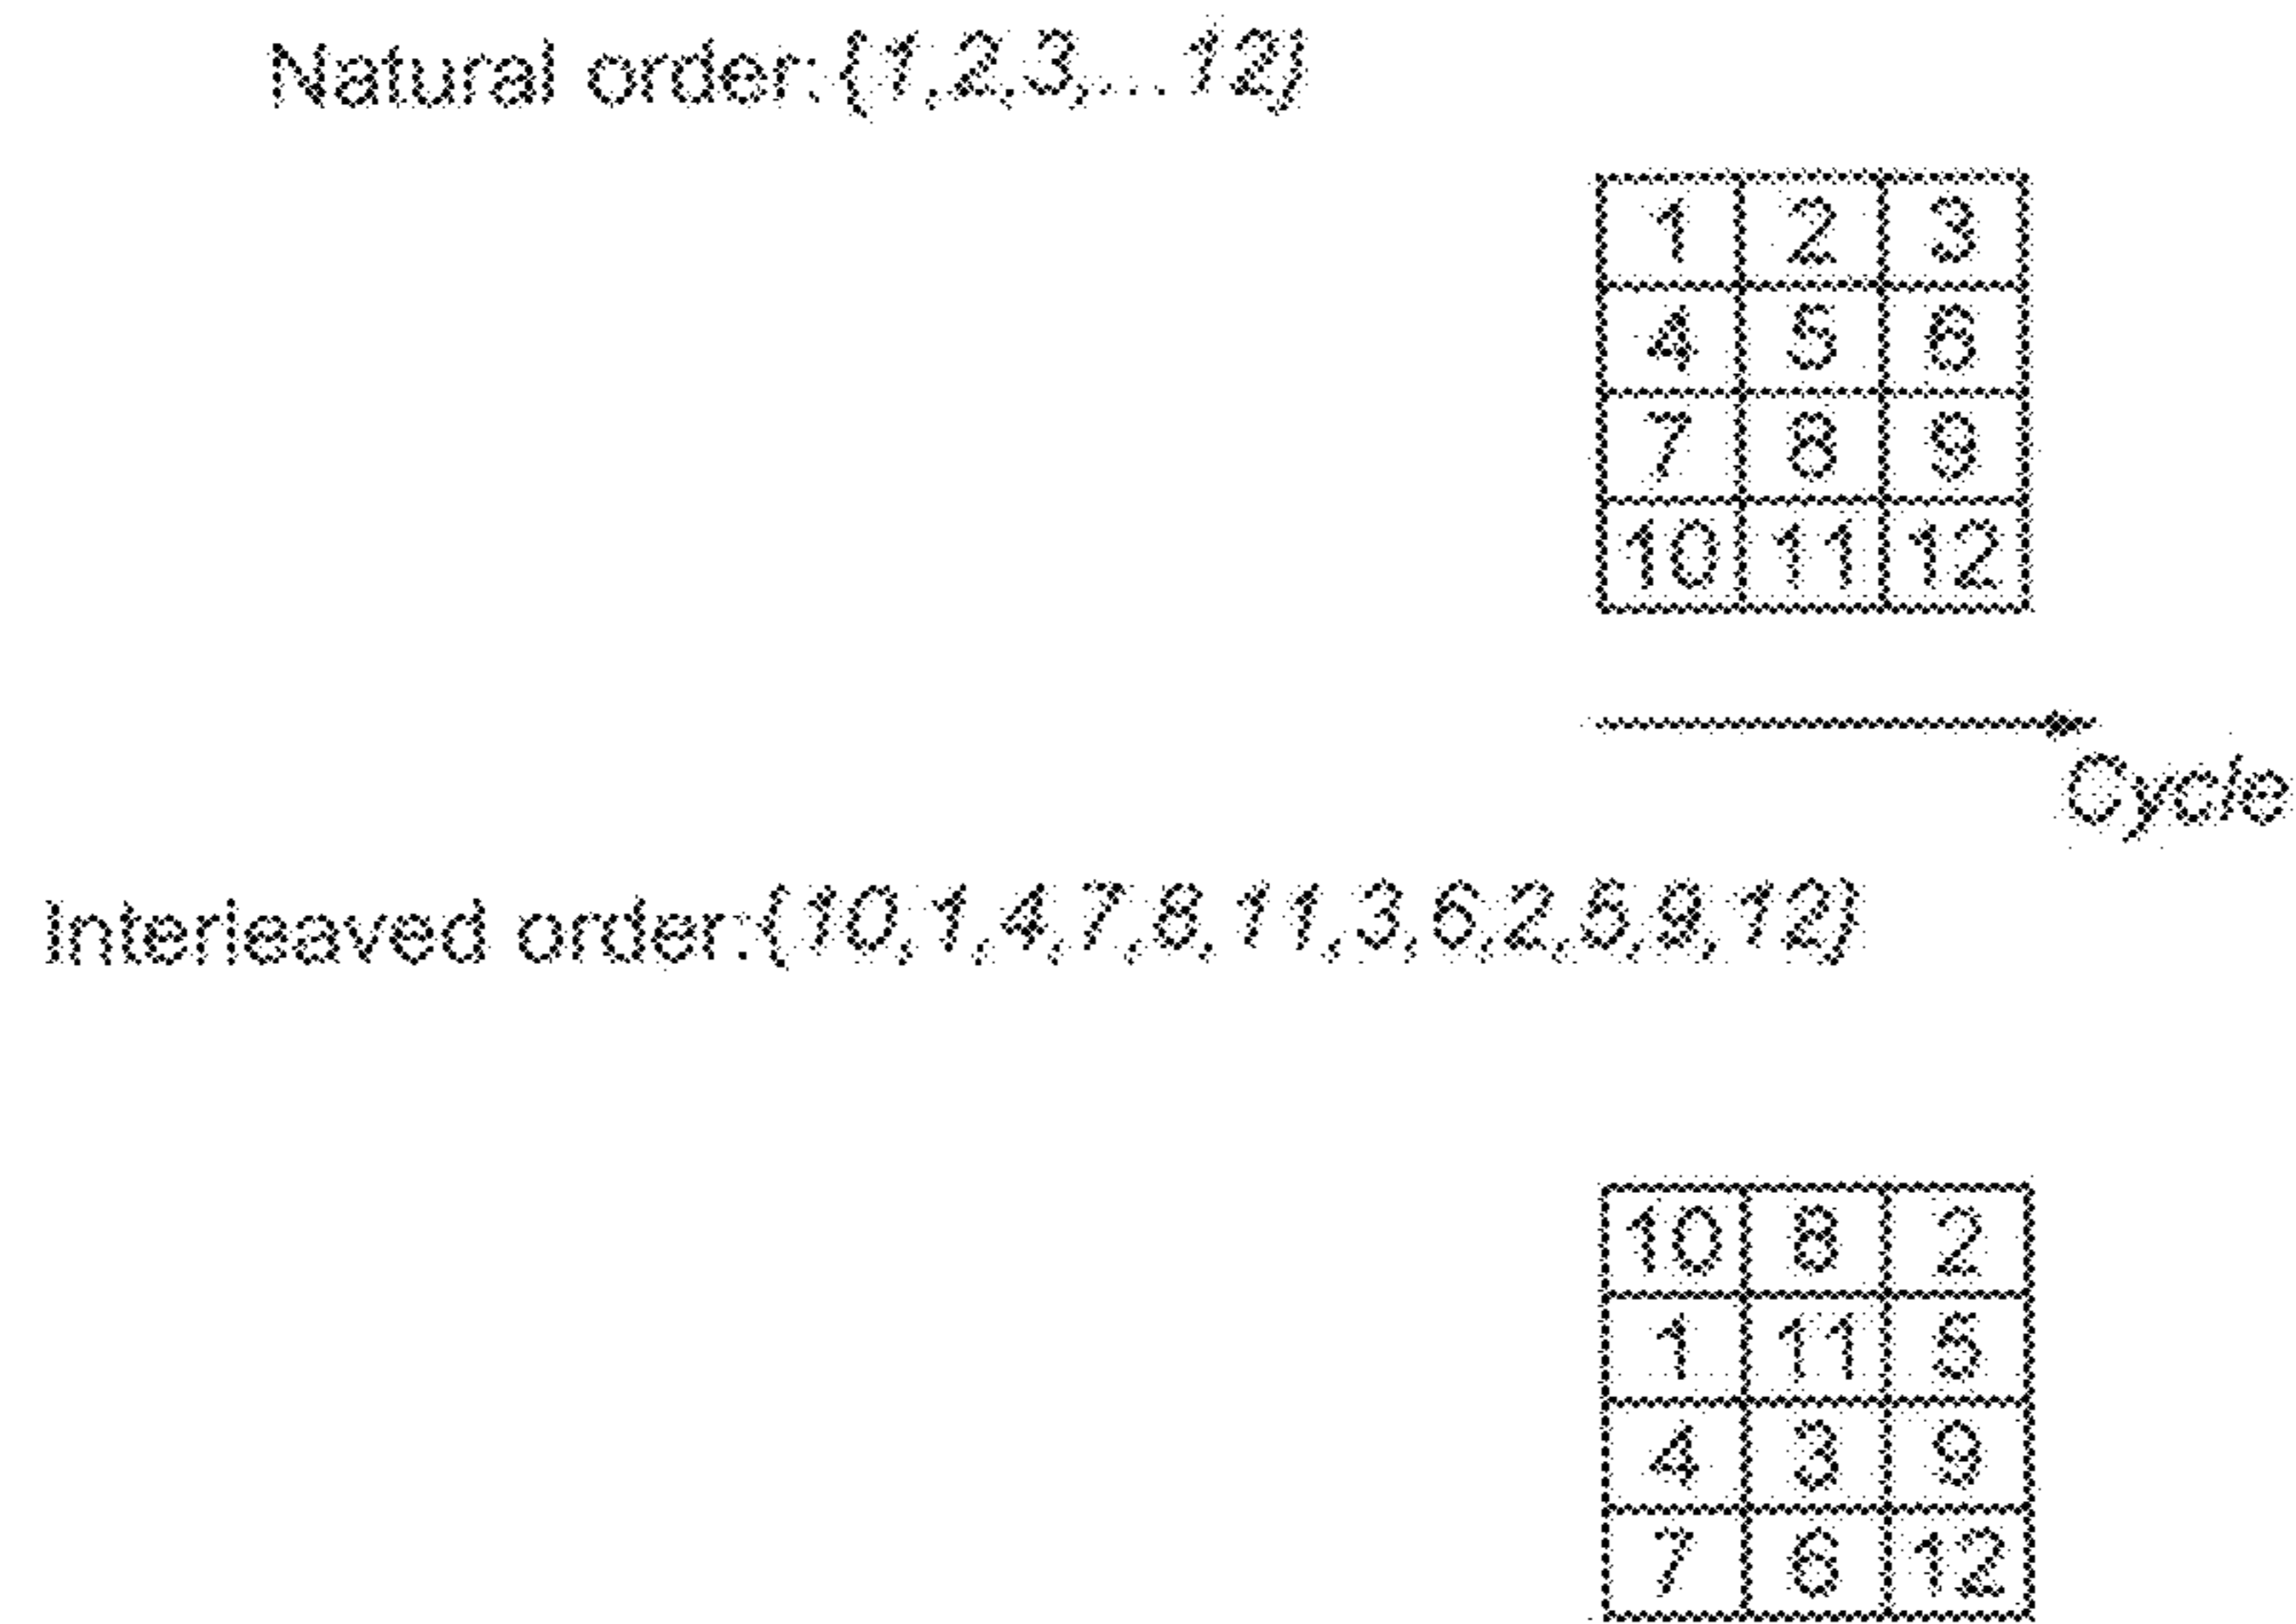 Natural order:{1,2,3,...12}
1 2 3
4 5 6
7 8 9
10 11 12
Cycle
Interleaved order:{10,1,4,7,8,11,3,6,2,5,9,12}
10 8 2
1 11 5
4 3 9
7 6 12